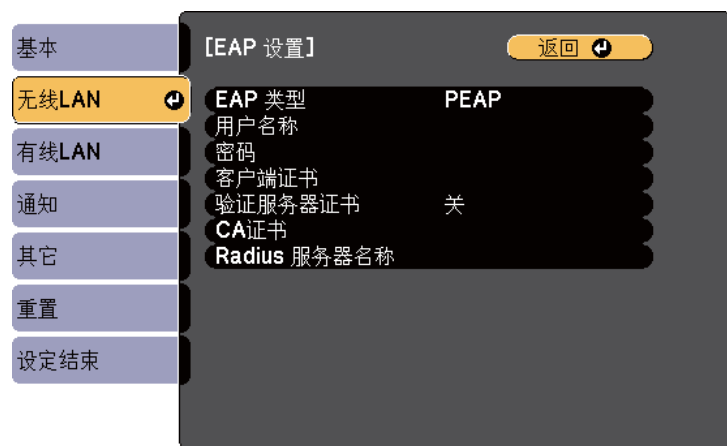 基本
无线LAN
有线LAN
通知
其它
重置
设定结束
[EAP 设置]
返回
EAP 类型 PEAP
用户名称
密码
客户端证书
验证服务器证书 关
CA证书
Radius 服务器名称